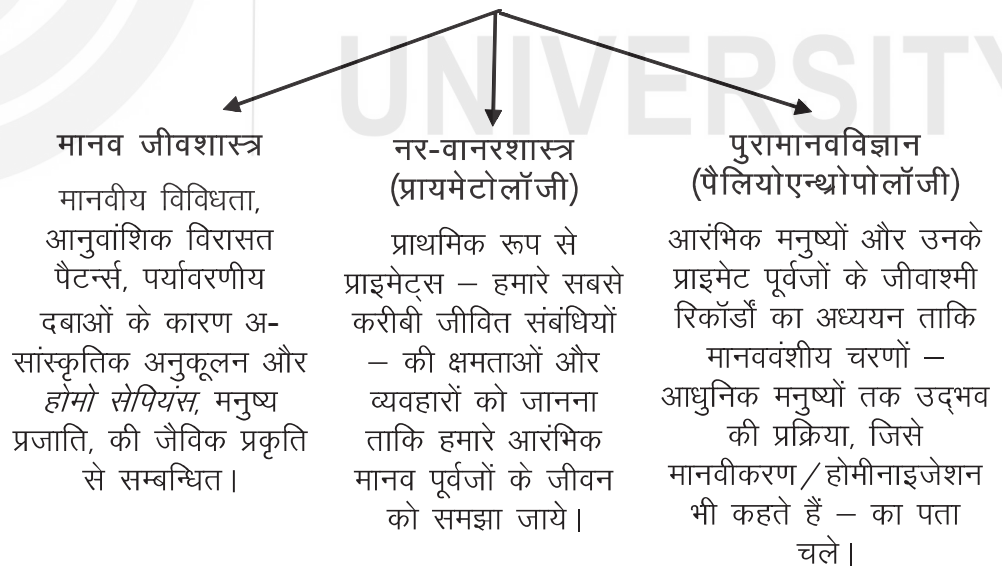 UNIVERSITY
मानव जीवशास्त्र
मानवीय विविधता,
आनुवांशिक विरासत
पैटर्न्स, पर्यावरणीय
दबाओं के कारण अ-
सांस्कृतिक अनुकूलन और
होमो सेपियंस, मनुष्य
प्रजाति, की जैविक प्रकृति
से सम्बन्धित।
नर-वानरशास्त्र
(प्रायमेटोलॉजी)
प्राथमिक रूप से
प्राइमेट्स – हमारे सबसे
करीबी जीवित संबंधियों
– की क्षमताओं और
व्यवहारों को जानना
ताकि हमारे आरंभिक
मानव पूर्वजों के जीवन
को समझा जाये।
पुरामानवविज्ञान
(पैलियोएन्थ्रोपोलॉजी)
आरंभिक मनुष्यों और उनके
प्राइमेट पूर्वजों के जीवाश्मी
रिकॉर्डों का अध्ययन ताकि
मानववंशीय चरणों –
आधुनिक मनुष्यों तक उद्भव
की प्रक्रिया, जिसे
मानवीकरण/होमीनाइजेशन
भी कहते हैं – का पता
चले।